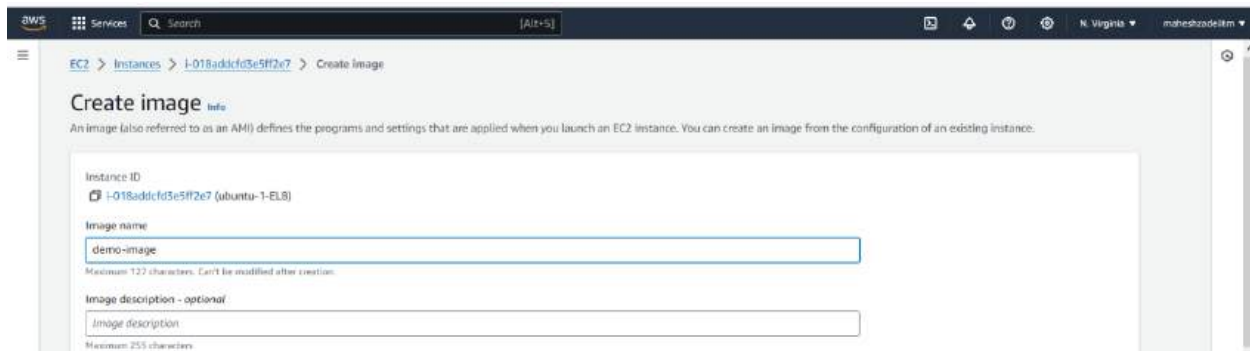 aws Services Search [Alt+S] N. Virginia maheshzadelitm
EC2 > Instances > i-018addcfd3e5ff2e7 > Create image
Create image Info
An image (also referred to as an AMI) defines the programs and settings that are applied when you launch an EC2 instance. You can create an image from the configuration of an existing instance.
Instance ID
i-018addcfd3e5ff2e7 (ubuntu-1-ELB)
Image name
demo-image
Maximum 127 characters. Can't be modified after creation.
Image description - optional
Image description
Maximum 255 characters